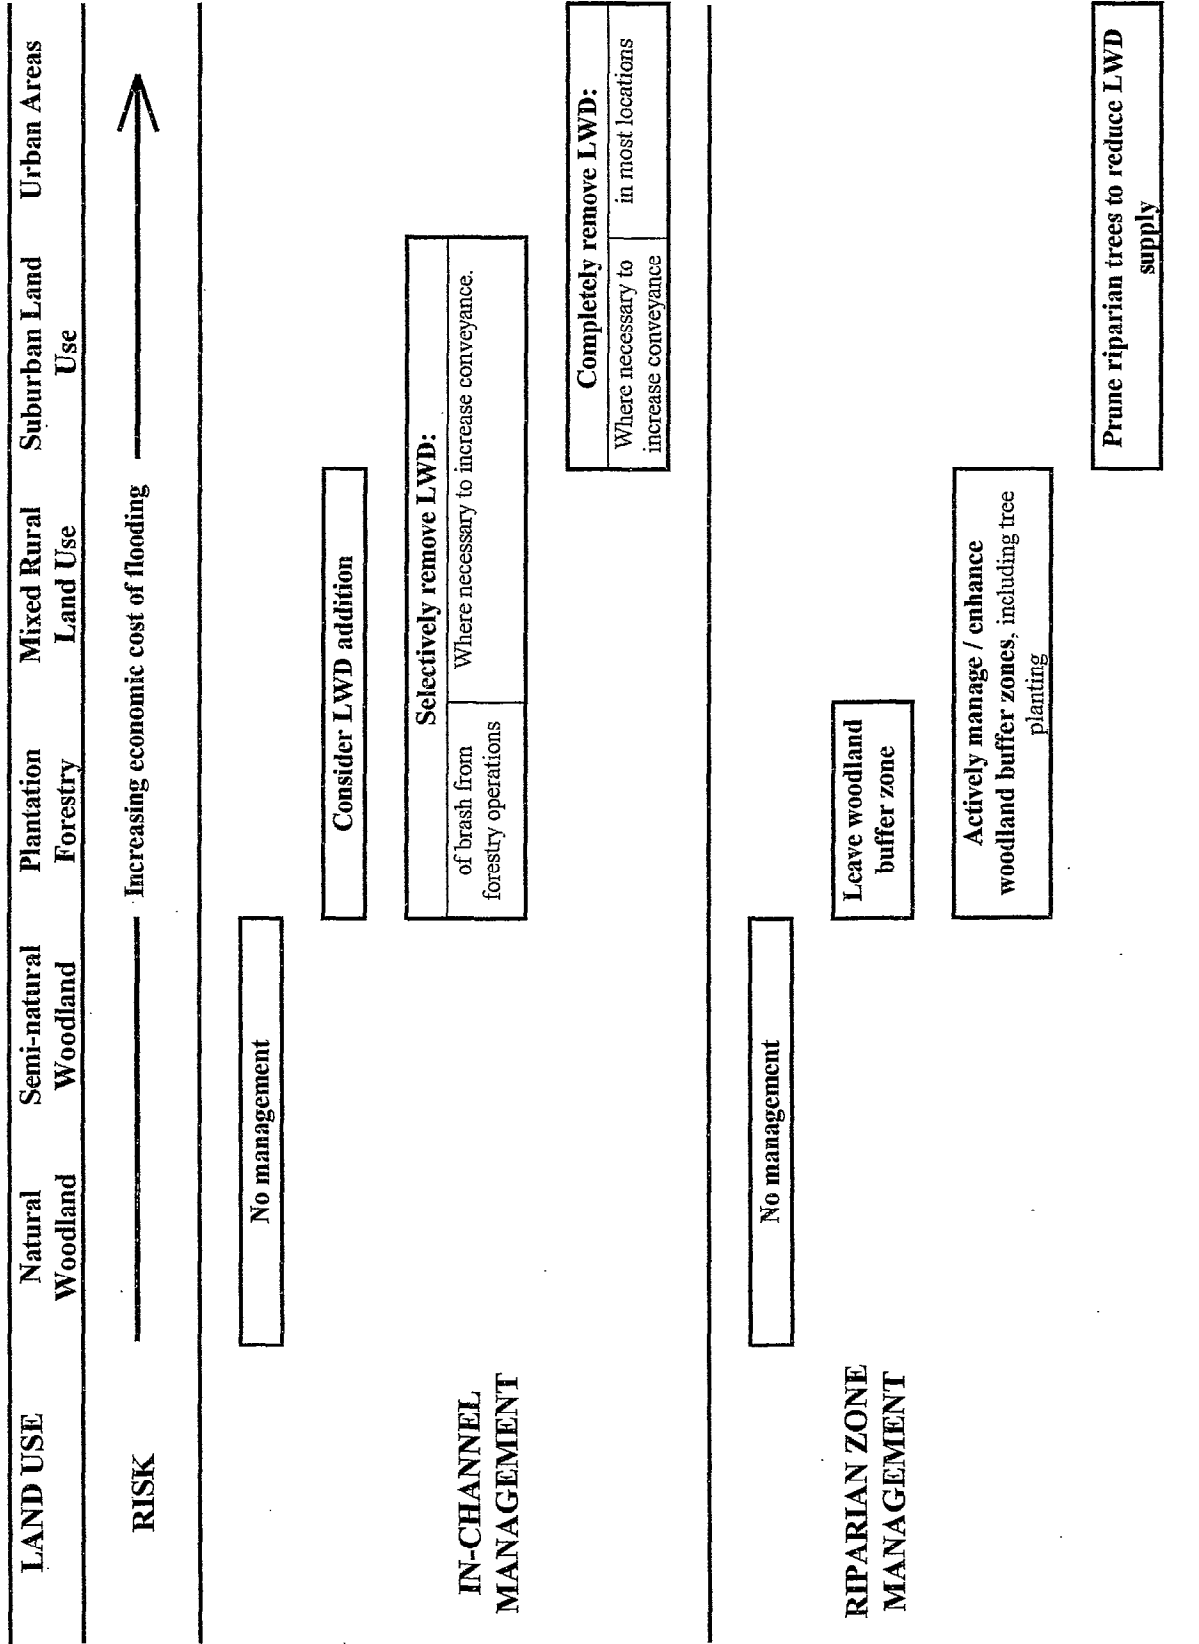 LAND USE
Natural
Woodland
Semi-natural
Woodland
Plantation
Forestry
Mixed Rural
Land Use
Suburban Land
Use
Urban Areas
RISK
Increasing economic cost of flooding
IN-CHANNEL
MANAGEMENT
No management
Consider LWD addition
Selectively remove LWD:
of brash from
forestry operations
Where necessary to increase conveyance.
Completely remove LWD:
Where necessary to
increase conveyance
in most locations
RIPARIAN ZONE
MANAGEMENT
No management
Leave woodland
buffer zone
Actively manage / enhance
woodland buffer zones, including tree
planting
Prune riparian trees to reduce LWD
supply